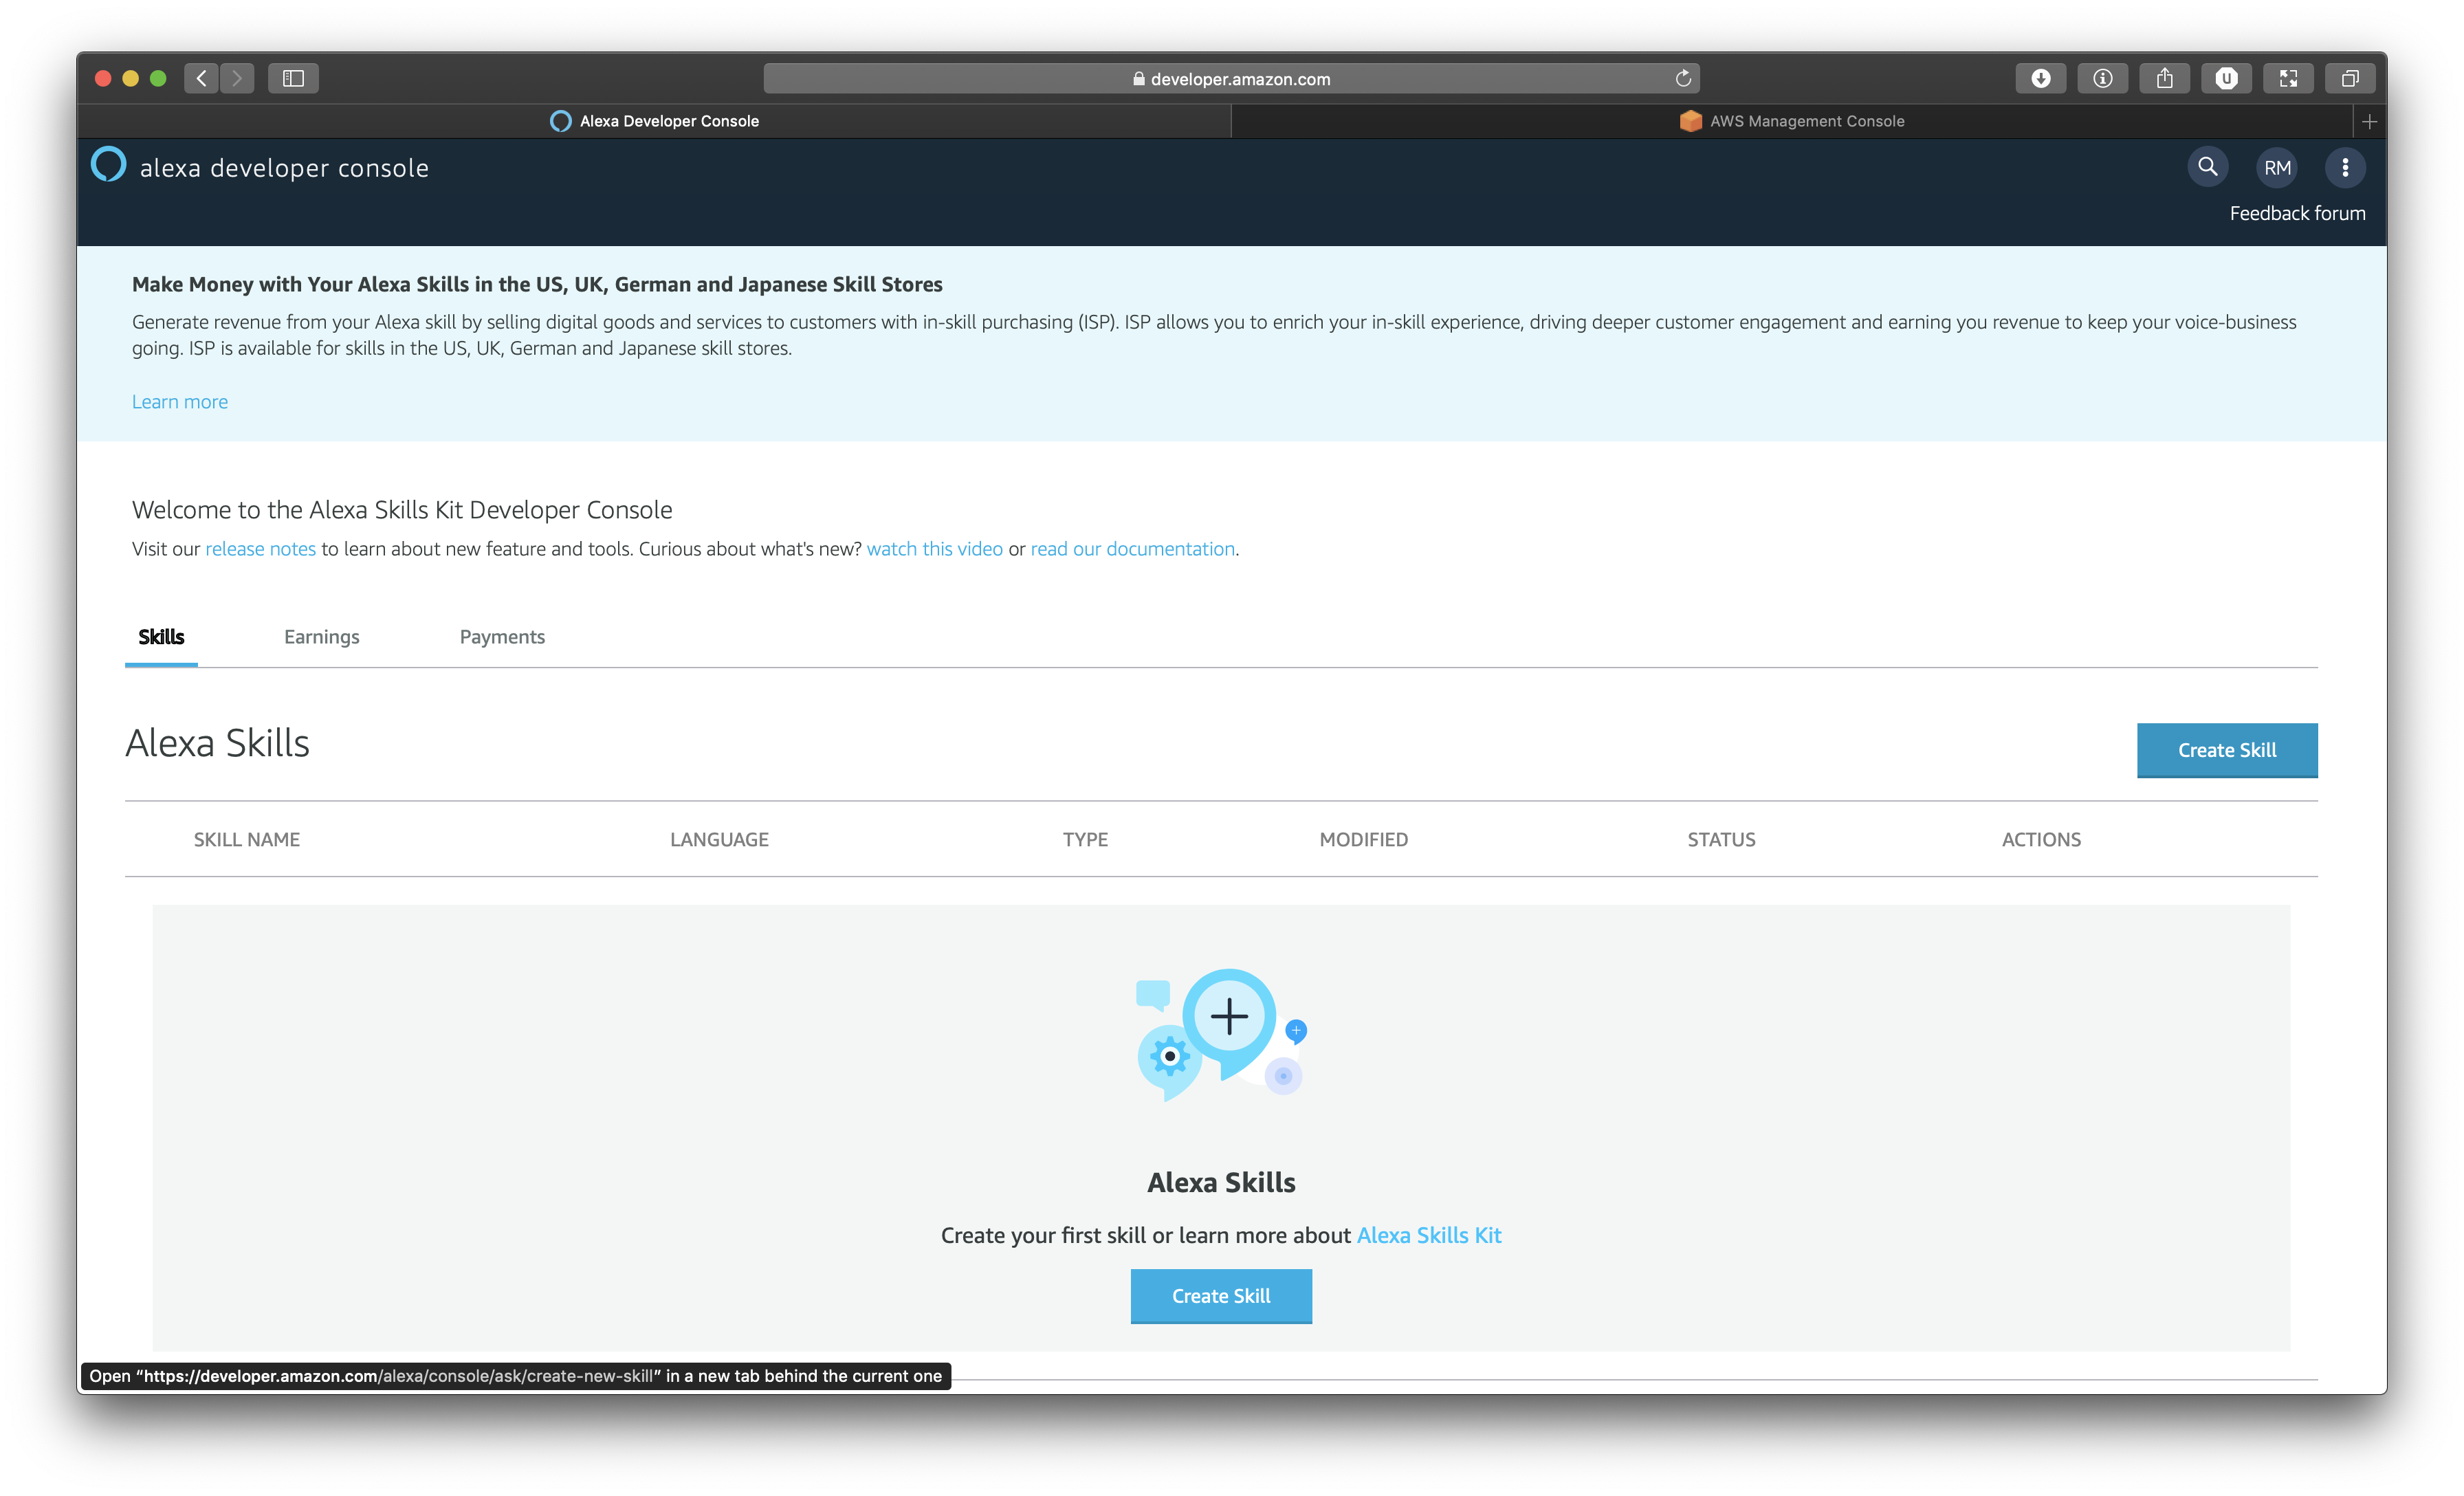 developer.amazon.com
Alexa Developer Console
AWS Management Console
alexa developer console
RM
Feedback forum
Make Money with Your Alexa Skills in the US, UK, German and Japanese Skill Stores
Generate revenue from your Alexa skill by selling digital goods and services to customers with in-skill purchasing (ISP). ISP allows you to enrich your in-skill experience, driving deeper customer engagement and earning you revenue to keep your voice-business
going. ISP is available for skills in the US, UK, German and Japanese skill stores.
Learn more
Welcome to the Alexa Skills Kit Developer Console
Visit our release notes to learn about new feature and tools. Curious about what's new? watch this video or read our documentation.
Skills
Earnings
Payments
Alexa Skills
Create Skill
SKILL NAME
LANGUAGE
TYPE
MODIFIED
STATUS
ACTIONS
Alexa Skills
Create your first skill or learn more about Alexa Skills Kit
Create Skill
Open “https://developer.amazon.com/alexa/console/ask/create-new-skill” in a new tab behind the current one